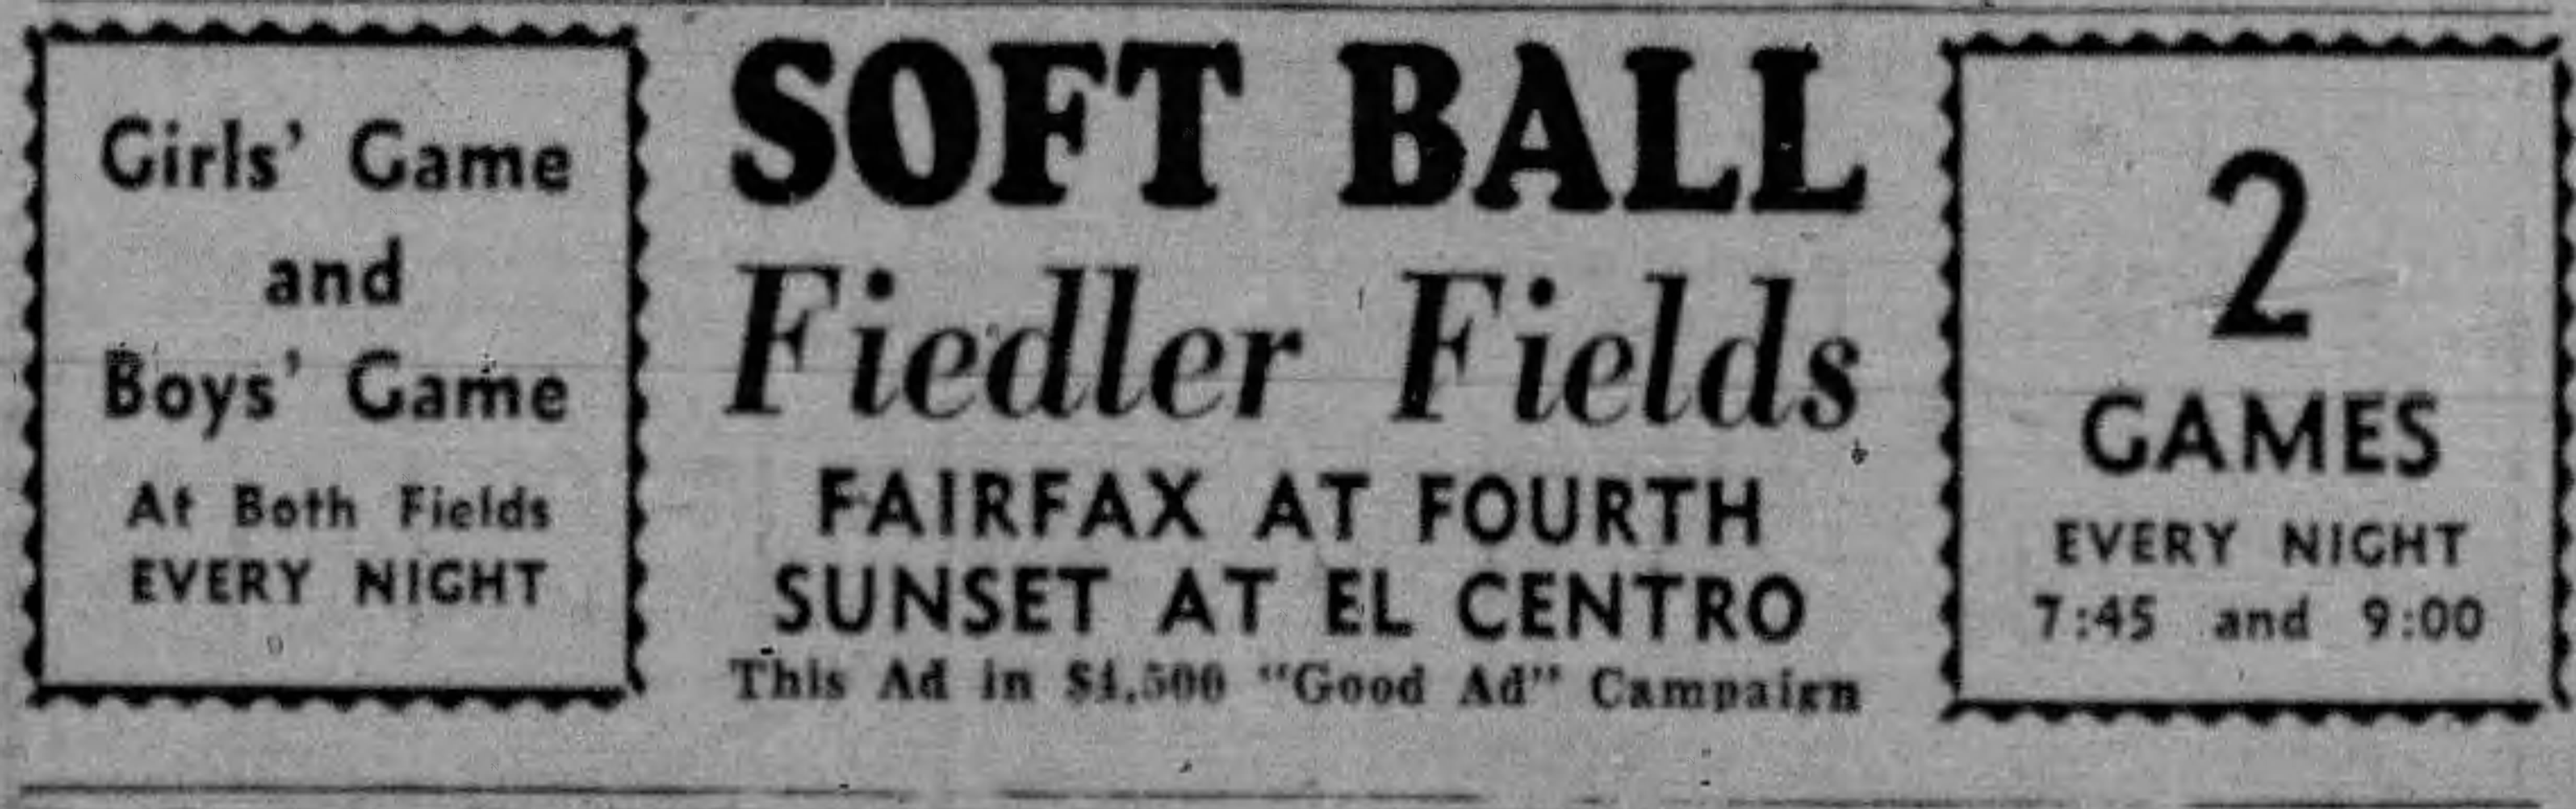 Girls' Game
and
Boys' Game
At Both Fields
EVERY NIGHT
SOFT BALL
Fiedler Fields
FAIRFAX AT FOURTH
SUNSET AT EL CENTRO
This Ad in $1,500 "Good Ad" Campaign
2
GAMES
EVERY NIGHT
7:45 and 9:00